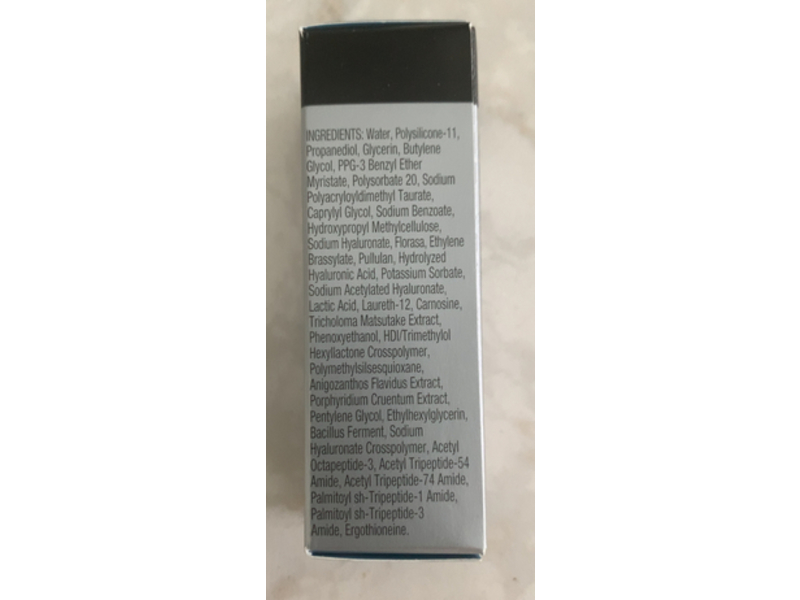 INGREDIENTS: Water, Polysilicone-11,
Propanediol, Glycerin, Butylene
Glycol, PPG-3 Benzyl Ether
Myristate, Polysorbate 20, Sodium
Polyacryloyldimethyl Taurate,
Caprylyl Glycol, Sodium Benzoate,
Hydroxypropyl Methylcellulose,
Sodium Hyaluronate, Florasa, Ethylene
Brassylate, Pullulan, Hydrolyzed
Hyaluronic Acid, Potassium Sorbate,
Sodium Acetylated Hyaluronate,
Lactic Acid, Laureth-12, Carnosine,
Tricholoma Matsutake Extract,
Phenoxyethanol, HDI/Trimethylol
Hexyllactone Crosspolymer,
Polymethylsilsesquioxane,
Anigozanthos Flavidus Extract,
Porphyridium Cruentum Extract,
Pentylene Glycol, Ethylhexylglycerin,
Bacillus Ferment, Sodium
Hyaluronate Crosspolymer, Acetyl
Octapeptide-3, Acetyl Tripeptide-54
Amide, Acetyl Tripeptide-74 Amide,
Palmitoyl sh-Tripeptide-1 Amide,
Palmitoyl sh-Tripeptide-3
Amide, Ergothioneine.